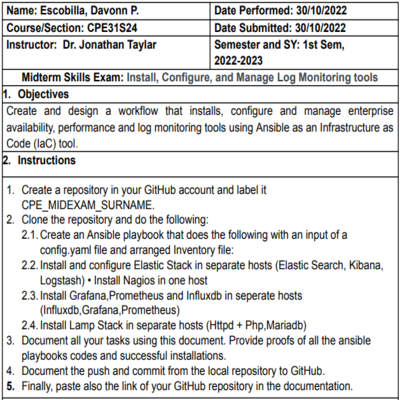 Name: Escobilla, Davonn P.
Date Performed: 30/10/2022
Course/Section: CPE31S24
Date Submitted: 30/10/2022
Instructor: Dr. Jonathan Taylar
Semester and SY: 1st Sem,
2022-2023
Midterm Skills Exam: Install, Configure, and Manage Log Monitoring tools
1. Objectives
Create and design a workflow that installs, configure and manage enterprise
availability, performance and log monitoring tools using Ansible as an Infrastructure as
Code (IaC) tool.
2. Instructions
1. Create a repository in your GitHub account and label it
CPE_MIDEXAM_SURNAME.
2. Clone the repository and do the following:
2.1. Create an Ansible playbook that does the following with an input of a
config.yaml file and arranged Inventory file:
2.2. Install and configure Elastic Stack in separate hosts (Elastic Search, Kibana,
Logstash) • Install Nagios in one host
2.3. Install Grafana,Prometheus and Influxdb in seperate hosts
(Influxdb,Grafana,Prometheus)
2.4. Install Lamp Stack in separate hosts (Httpd + Php,Mariadb)
3. Document all your tasks using this document. Provide proofs of all the ansible
playbooks codes and successful installations.
4. Document the push and commit from the local repository to GitHub.
5. Finally, paste also the link of your GitHub repository in the documentation.